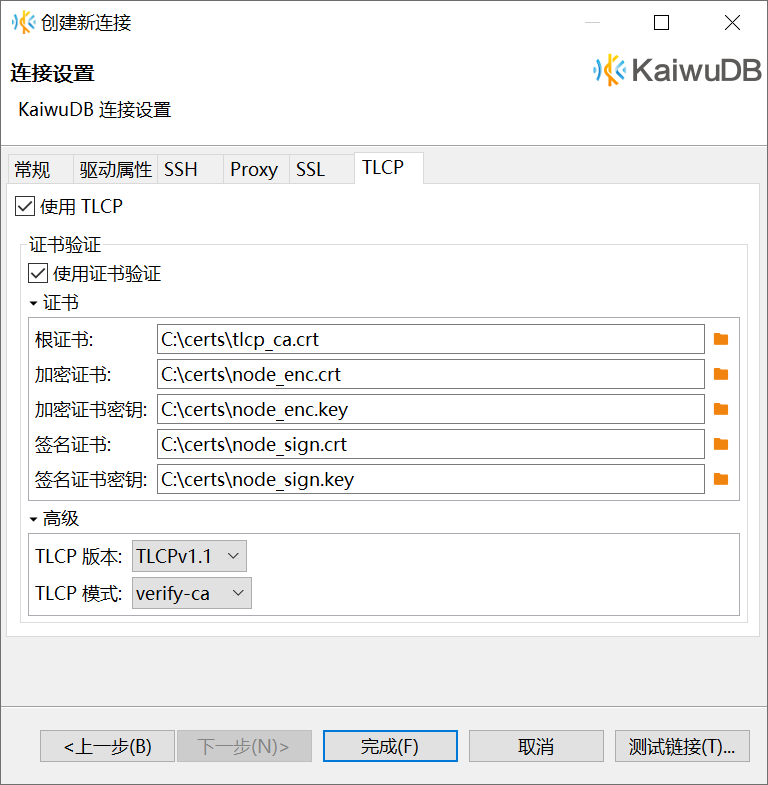 创建新连接
连接设置
KaiwuDB
KaiwuDB 连接设置
常规 驱动属性 SSH Proxy SSL TLCP
使用 TLCP
证书验证
使用证书验证
证书
根证书: C:\certs\tlcp_ca.crt
加密证书: C:\certs\node_enc.crt
加密证书密钥: C:\certs\node_enc.key
签名证书: C:\certs\node_sign.crt
签名证书密钥: C:\certs\node_sign.key
高级
TLCP 版本: TLCPv1.1
TLCP 模式: verify-ca
<上一步(B) 下一步(N)> 完成(F) 取消 测试链接(T)...